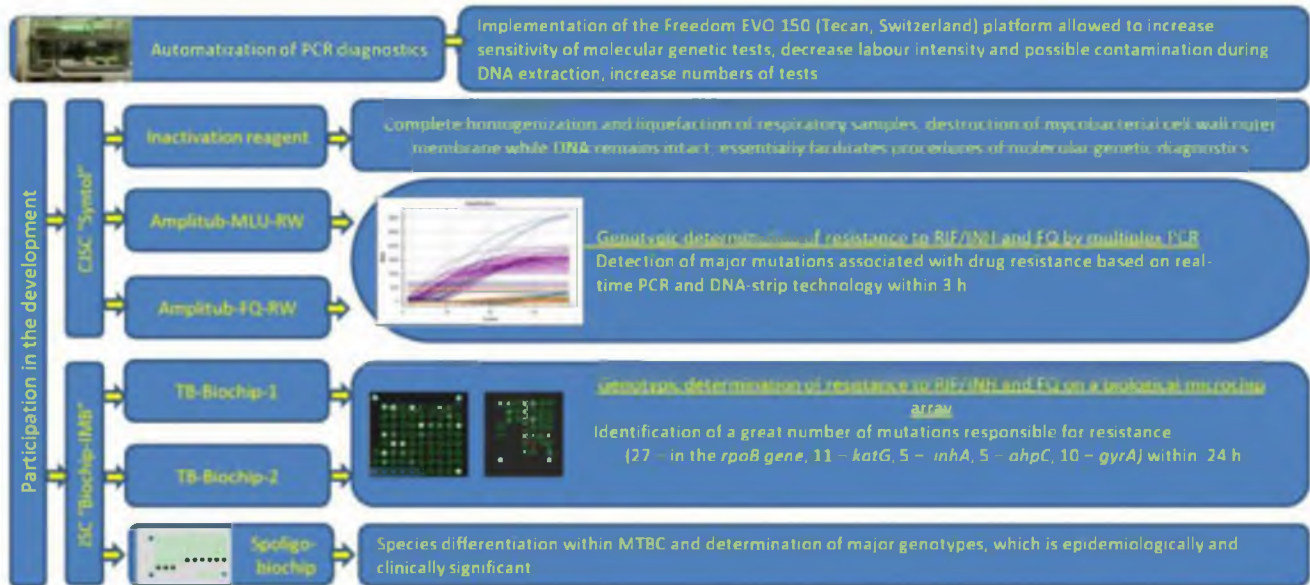 Automatization of PCR diagnostics
Implementation of the Freedom EVO 150 (Tecan, Switzerland) platform allowed to increase
sensitivity of molecular genetic tests, decrease labour intensity and possible contamination during
DNA extraction, increase numbers of tests
Participation in the development
CJSC "Syntol"
Inactivation reagent
Complete homogenization and liquefaction of respiratory samples, destruction of mycobacterial cell wall outer
membrane while DNA remains intact, essentially facilitates procedures of molecular genetic diagnostics
Amplitub-MLU-RW
Amplitub-FQ-RW
Genotypic determination of resistance to RIF/INH and FQ by multiplex PCR
Detection of major mutations associated with drug resistance based on real-
time PCR and DNA-strip technology within 3 h
JSC "Biochip-IMB"
TB-Biochip-1
TB-Biochip-2
Genotypic determination of resistance to RIF/INH and FQ on a biological microchip
array
Identification of a great number of mutations responsible for resistance
(27 – in the rpoB gene, 11 – katG, 5 – inhA, 5 – ahpC, 10 – gyrA) within 24 h
Spoligo-
biochip
Species differentiation within MTBC and determination of major genotypes, which is epidemiologically and
clinically significant